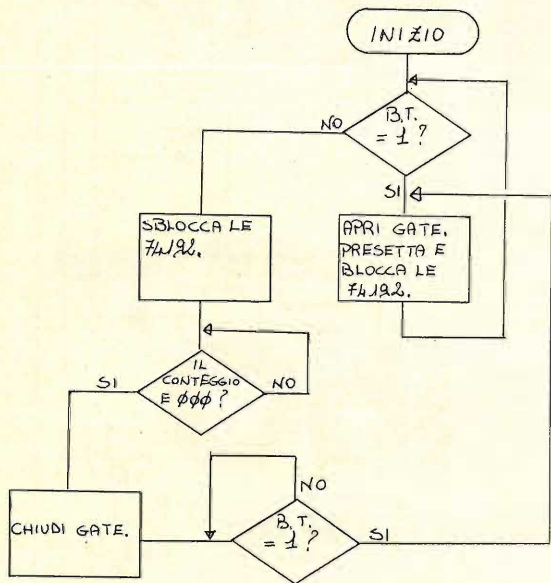 INIZIO
B.T.
= 1 ?
NO
SI
SBLOCCA LE
74192.
APRI GATE.
PRESETTA E
BLOCCA LE
74192.
IL
CONTEGGIO
E ØØØ ?
SI
NO
CHIUDI GATE.
NO
B.T.
= 1 ?
SI